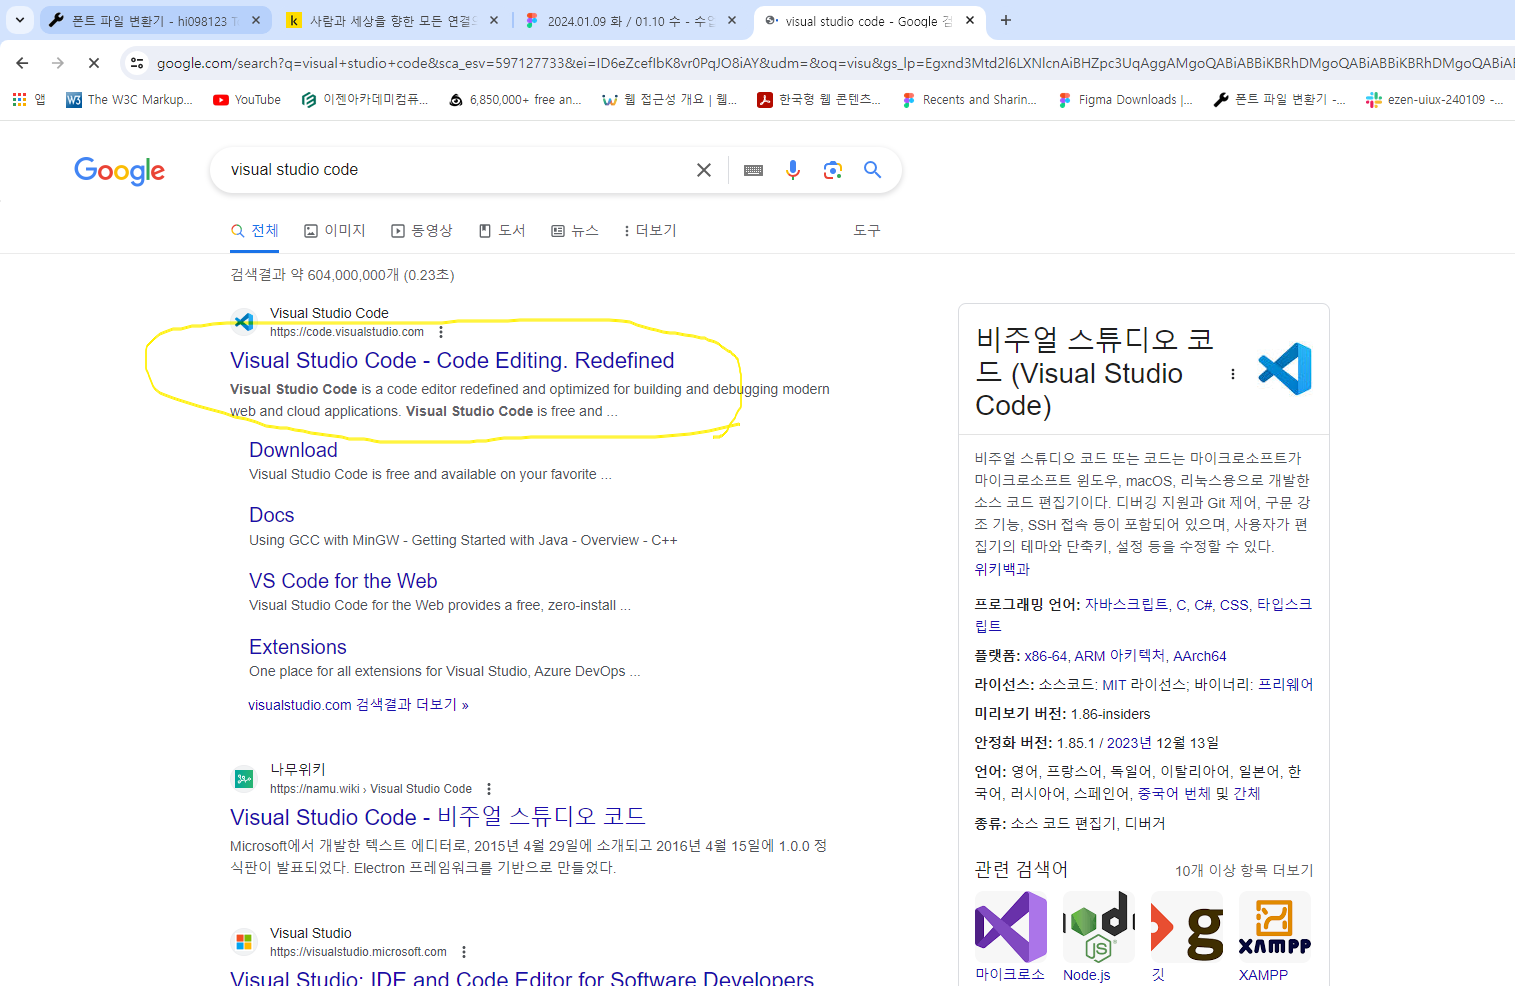 폰트 파일 변환기 - hi098123 T
사람과 세상을 향한 모든 연결
2024.01.09 화 / 01.10 수 - 수업
visual studio code - Google 검
google.com/search?q=visual+studio+code&sca_esv=597127733&ei=ID6eZcefIbK8vr0PqJO8iAY&udm=&oq=visu&gs_lp=Egxnd3Mtd2l6LXNlcnAiBHZpc3UqAggAMgoQABiABBiKBRhDMgoQABiABBiKBRhDMgoQABiAB
앱
The W3C Markup...
YouTube
이젠아카데미컴퓨...
6,850,000+ free an...
웹 접근성 개요 | 웹...
한국형 웹 콘텐츠...
Recents and Sharin...
Figma Downloads |...
폰트 파일 변환기 -...
ezen-uiux-240109 -...
Google
visual studio code
전체
이미지
동영상
도서
뉴스
더보기
도구
검색결과 약 604,000,000개 (0.23초)
Visual Studio Code
https://code.visualstudio.com
Visual Studio Code - Code Editing. Redefined
Visual Studio Code is a code editor redefined and optimized for building and debugging modern
web and cloud applications. Visual Studio Code is free and ...
Download
Visual Studio Code is free and available on your favorite ...
Docs
Using GCC with MinGW - Getting Started with Java - Overview - C++
VS Code for the Web
Visual Studio Code for the Web provides a free, zero-install ...
Extensions
One place for all extensions for Visual Studio, Azure DevOps ...
visualstudio.com 검색결과 더보기 »
나무위키
https://namu.wiki › Visual Studio Code
Visual Studio Code - 비주얼 스튜디오 코드
Microsoft에서 개발한 텍스트 에디터로, 2015년 4월 29일에 소개되고 2016년 4월 15일에 1.0.0 정
식판이 발표되었다. Electron 프레임워크를 기반으로 만들었다.
Visual Studio
https://visualstudio.microsoft.com
Visual Studio: IDE and Code Editor for Software Developers
비주얼 스튜디오 코
드 (Visual Studio
Code)
비주얼 스튜디오 코드 또는 코드는 마이크로소프트가
마이크로소프트 윈도우, macOS, 리눅스용으로 개발한
소스 코드 편집기이다. 디버깅 지원과 Git 제어, 구문 강
조 기능, SSH 접속 등이 포함되어 있으며, 사용자가 편
집기의 테마와 단축키, 설정 등을 수정할 수 있다.
위키백과
프로그래밍 언어: 자바스크립트, C, C#, CSS, 타입스크
립트
플랫폼: x86-64, ARM 아키텍처, AArch64
라이선스: 소스코드: MIT 라이선스; 바이너리: 프리웨어
미리보기 버전: 1.86-insiders
안정화 버전: 1.85.1 / 2023년 12월 13일
언어: 영어, 프랑스어, 독일어, 이탈리아어, 일본어, 한
국어, 러시아어, 스페인어, 중국어 번체 및 간체
종류: 소스 코드 편집기, 디버거
관련 검색어
10개 이상 항목 더보기
마이크로소
Node.js
깃
XAMPP